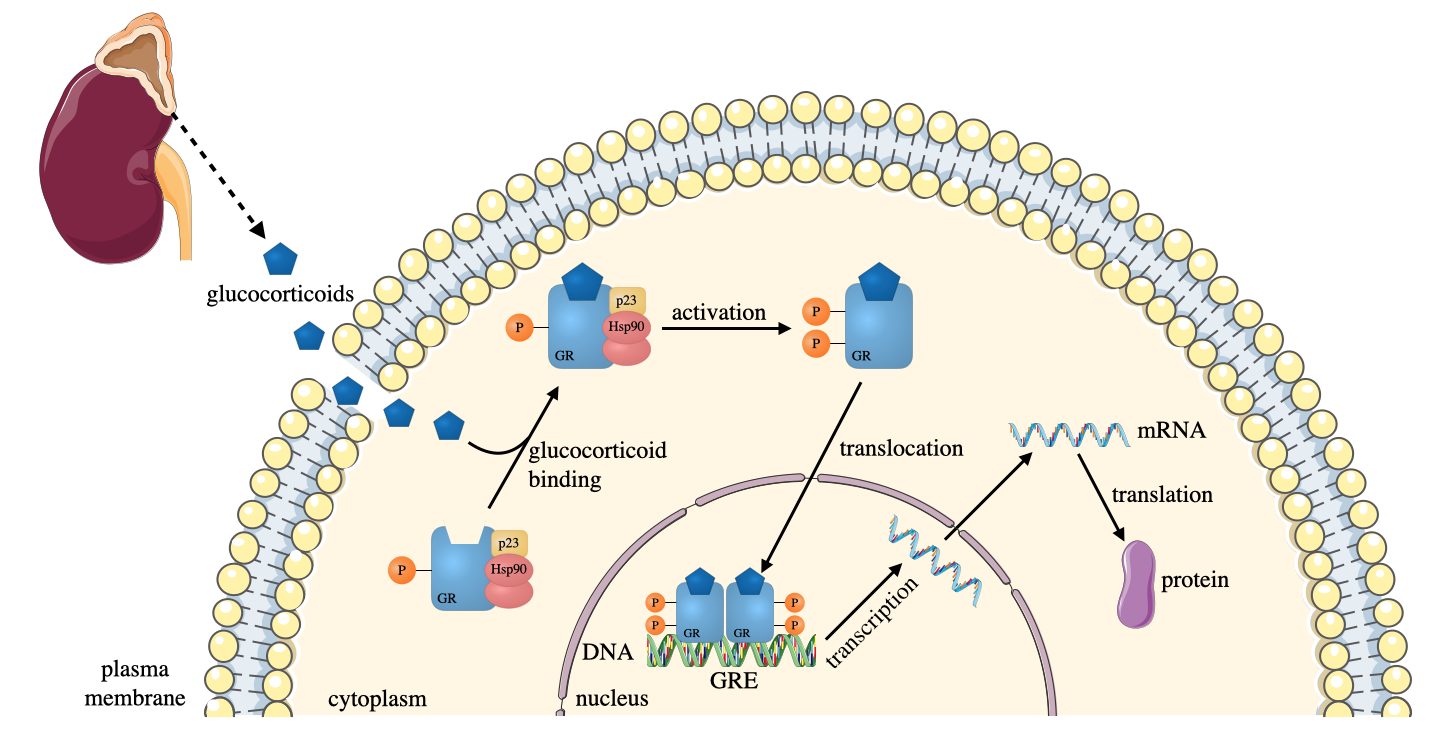 glucocorticoids
P
GR
p23
Hsp90
activation
P
P
GR
glucocorticoid
binding
translocation
mRNA
translation
P
GR
p23
Hsp90
protein
P
P
GR
GR
P
P
transcription
DNA
GRE
plasma
membrane
cytoplasm
nucleus